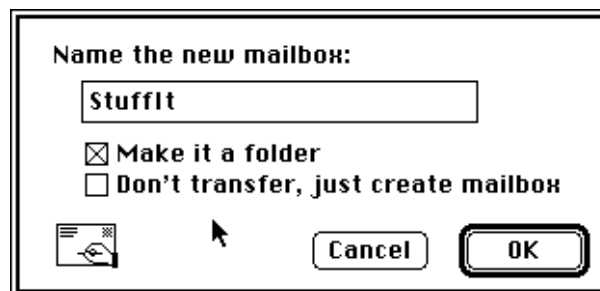 Name the new mailbox:
StuffIt
Make it a folder
Don't transfer, just create mailbox
Cancel
OK